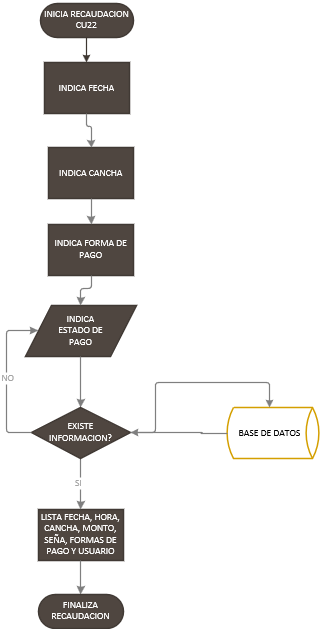 INICIA RECAUDACION
CU22
INDICA FECHA
INDICA CANCHA
INDICA FORMA DE
PAGO
INDICA
ESTADO DE
PAGO
NO
EXISTE
INFORMACION?
BASE DE DATOS
SI
LISTA FECHA, HORA,
CANCHA, MONTO,
SEÑA, FORMAS DE
PAGO Y USUARIO
FINALIZA
RECAUDACION